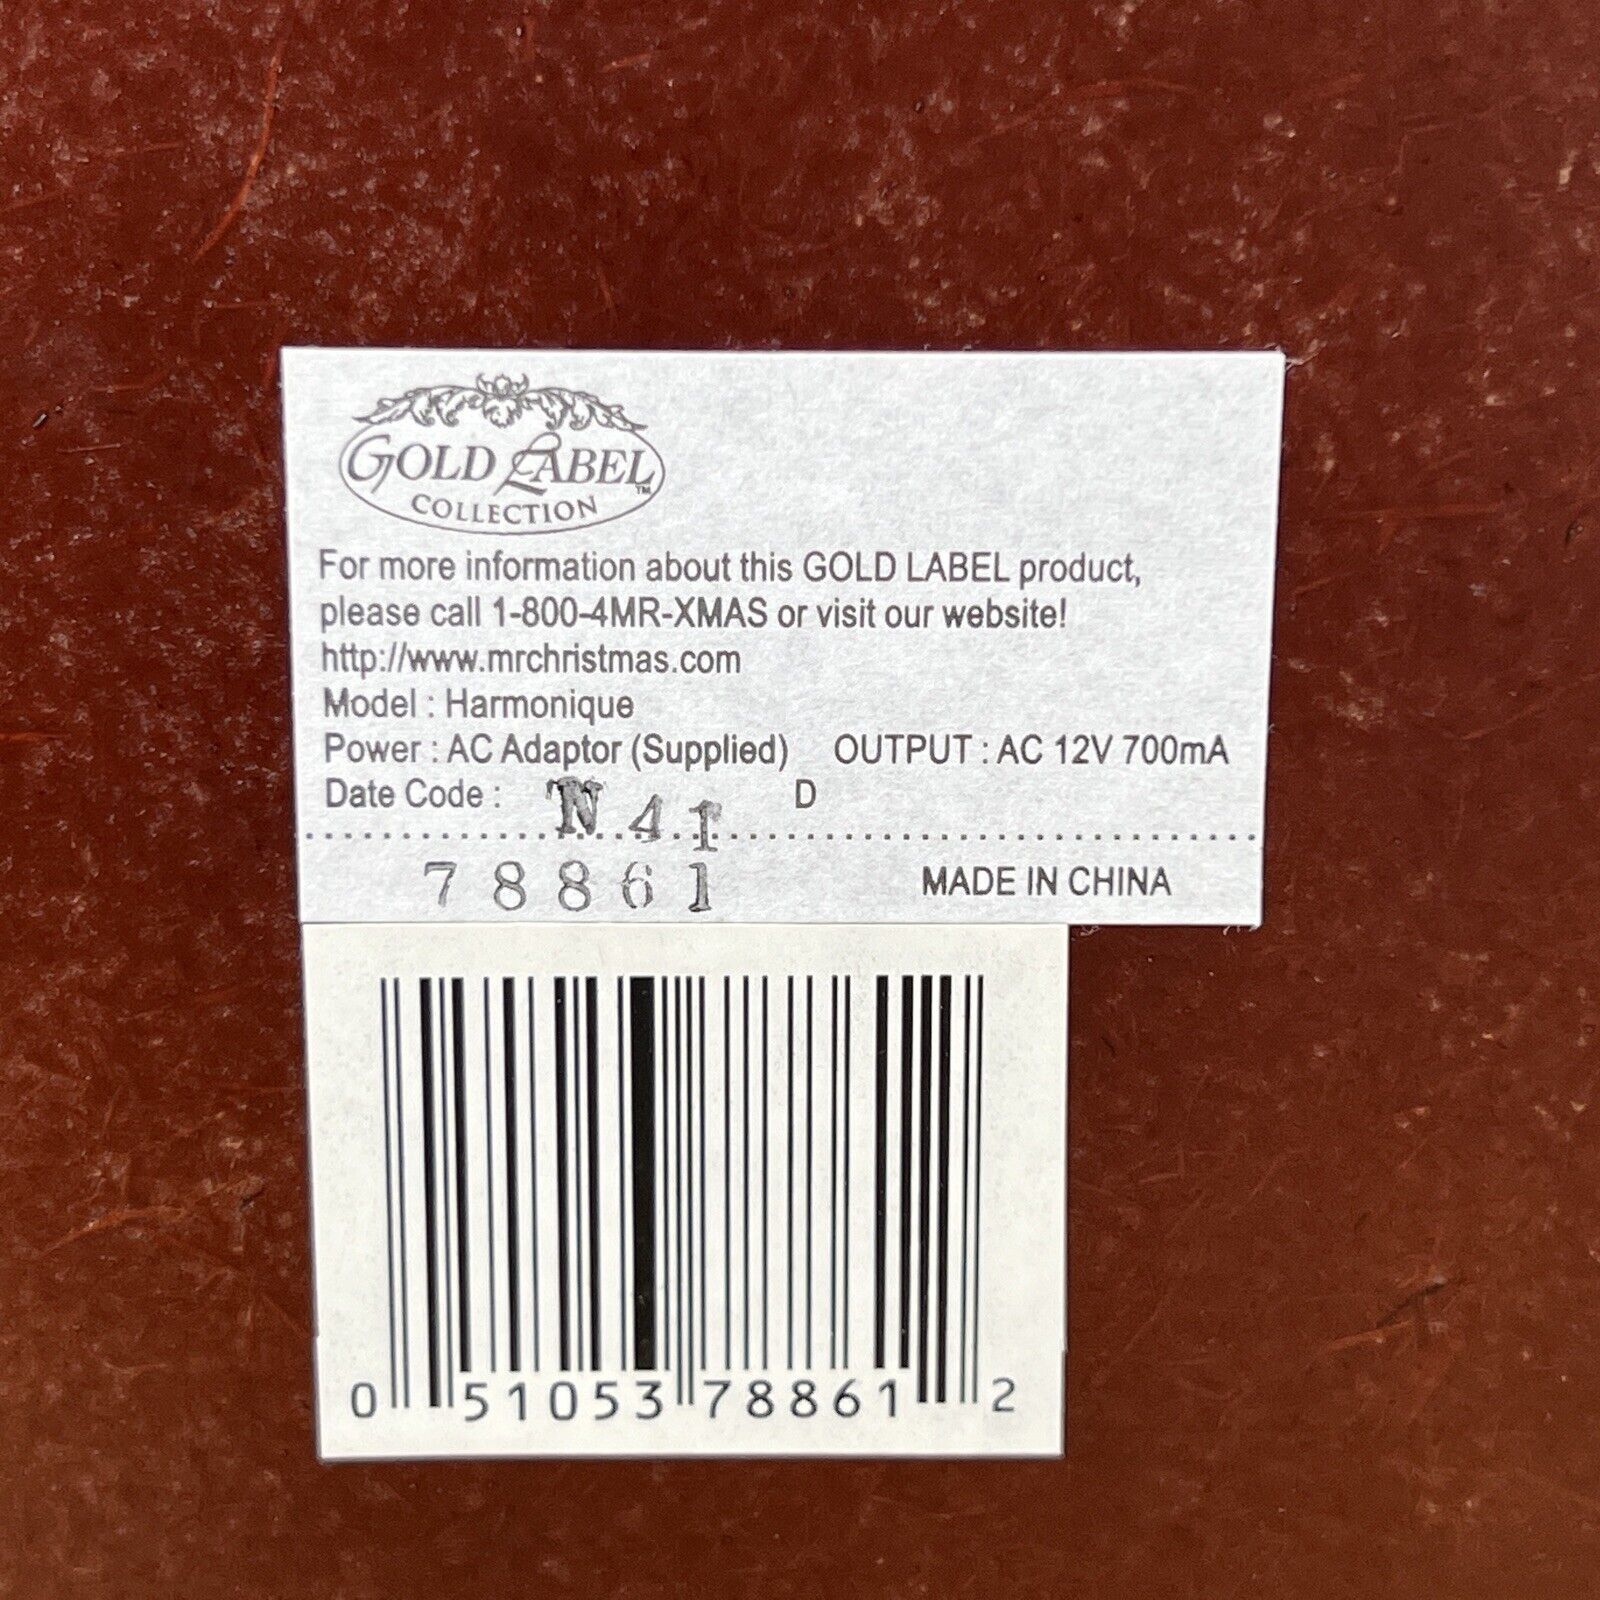 GOLD LABEL™
COLLECTION
For more information about this GOLD LABEL product,
please call 1-800-4MR-XMAS or visit our website!
http://www.mrchristmas.com
Model : Harmonique
Power : AC Adaptor (Supplied) OUTPUT : AC 12V 700mA
Date Code : N 41 D
78861 MADE IN CHINA
0 51053 78861 2